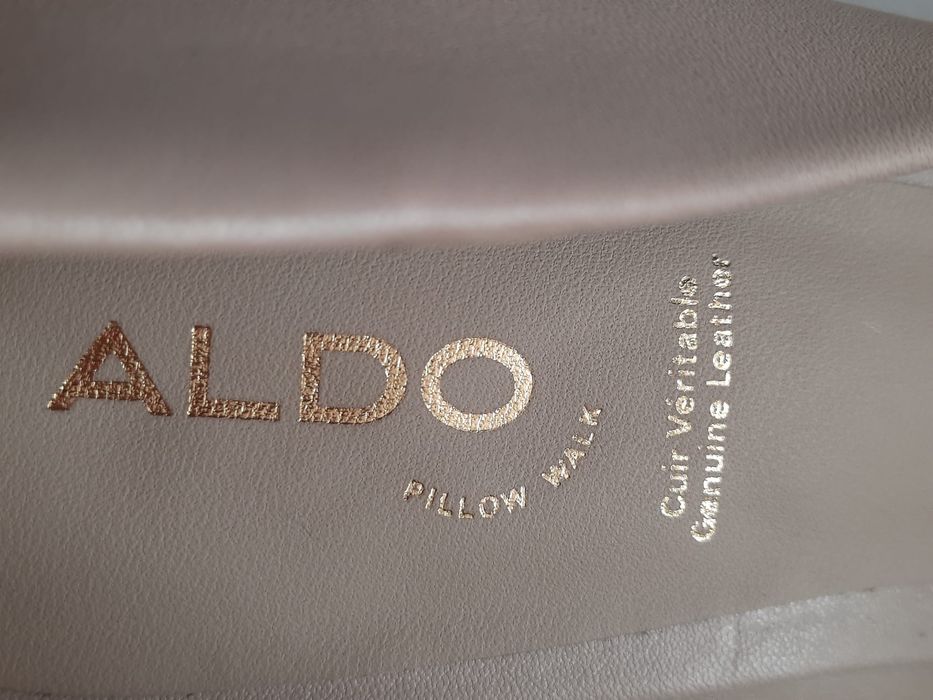 ALDO
PILLOW WALK
Cuir Véritable
Genuine Leather